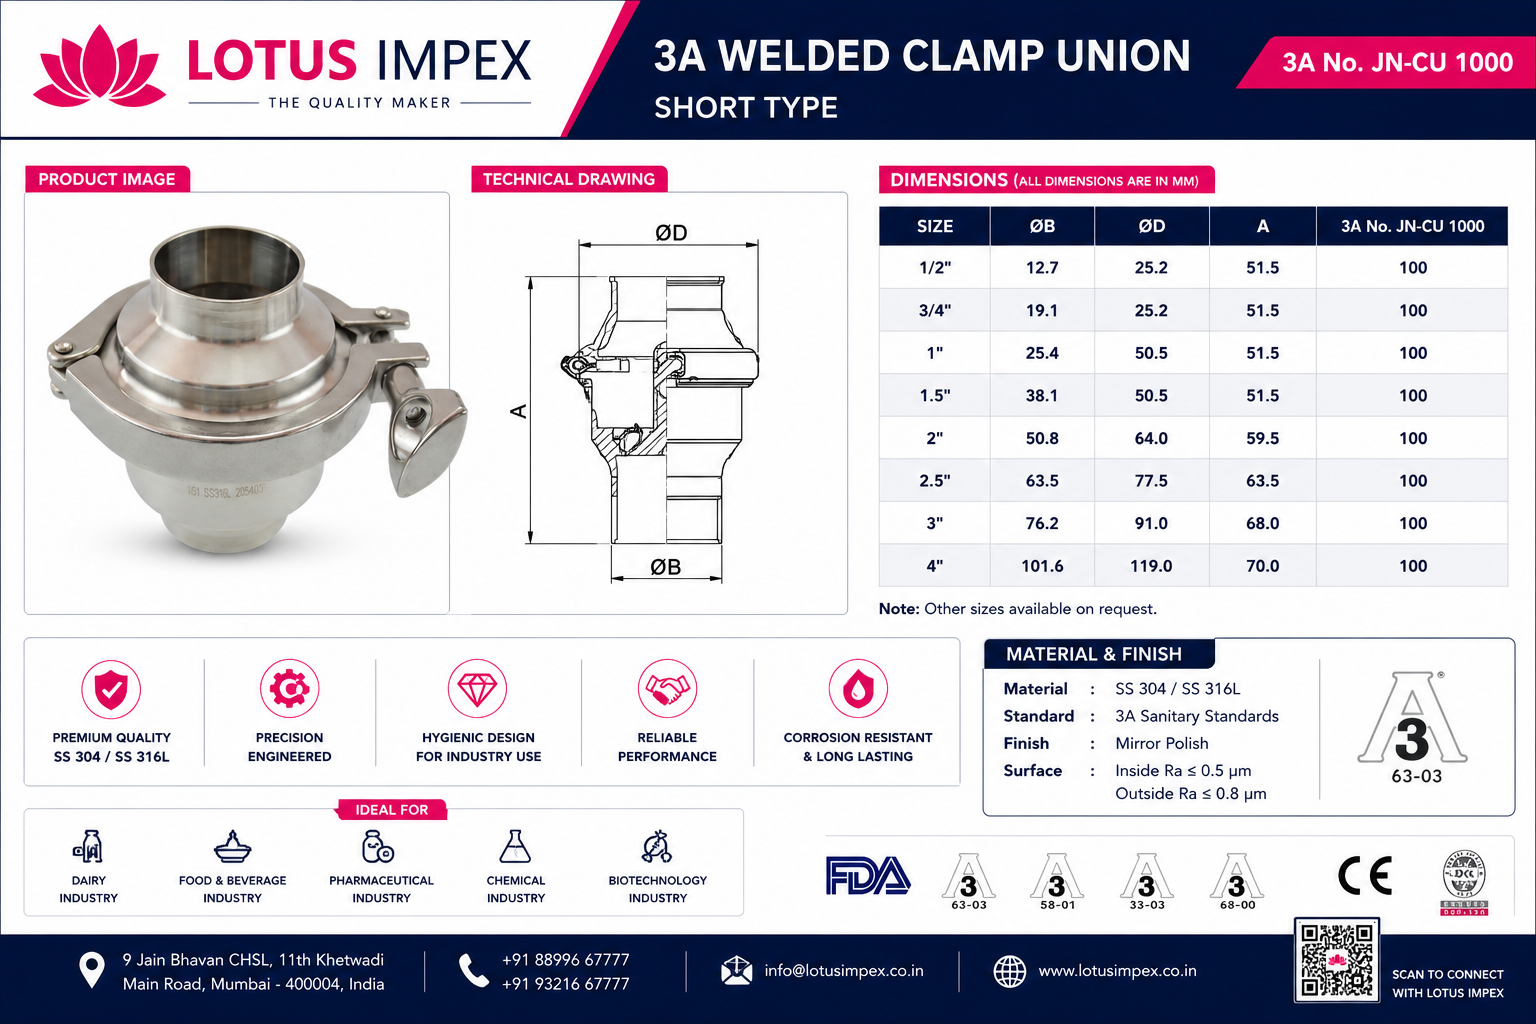 LOTUS IMPEX
THE QUALITY MAKER
3A WELDED CLAMP UNION
SHORT TYPE
3A No. JN-CU 1000
PRODUCT IMAGE
SS316L
TECHNICAL DRAWING
ØD
A
ØB
DIMENSIONS (ALL DIMENSIONS ARE IN MM)
SIZE ØB ØD A 3A No. JN-CU 1000
1/2" 12.7 25.2 51.5 100
3/4" 19.1 25.2 51.5 100
1" 25.4 50.5 51.5 100
1.5" 38.1 50.5 51.5 100
2" 50.8 64.0 59.5 100
2.5" 63.5 77.5 63.5 100
3" 76.2 91.0 68.0 100
4" 101.6 119.0 70.0 100
Note: Other sizes available on request.
PREMIUM QUALITY
SS 304 / SS 316L
PRECISION
ENGINEERED
HYGIENIC DESIGN
FOR INDUSTRY USE
RELIABLE
PERFORMANCE
CORROSION RESISTANT
& LONG LASTING
MATERIAL & FINISH
Material : SS 304 / SS 316L
Standard : 3A Sanitary Standards
Finish : Mirror Polish
Surface : Inside Ra ≤ 0.5 µm
Outside Ra ≤ 0.8 µm
A ®
3
63-03
IDEAL FOR
DAIRY
INDUSTRY
FOOD & BEVERAGE
INDUSTRY
PHARMACEUTICAL
INDUSTRY
CHEMICAL
INDUSTRY
BIOTECHNOLOGY
INDUSTRY
FDA
A 3
63-03
A 3
58-01
A 3
33-03
A 3
68-00
CE
9 Jain Bhavan CHSL, 11th Khetwadi
Main Road, Mumbai - 400004, India
+91 88996 67777
+91 93216 67777
info@lotusimpex.co.in
www.lotusimpex.co.in
SCAN TO CONNECT
WITH LOTUS IMPEX